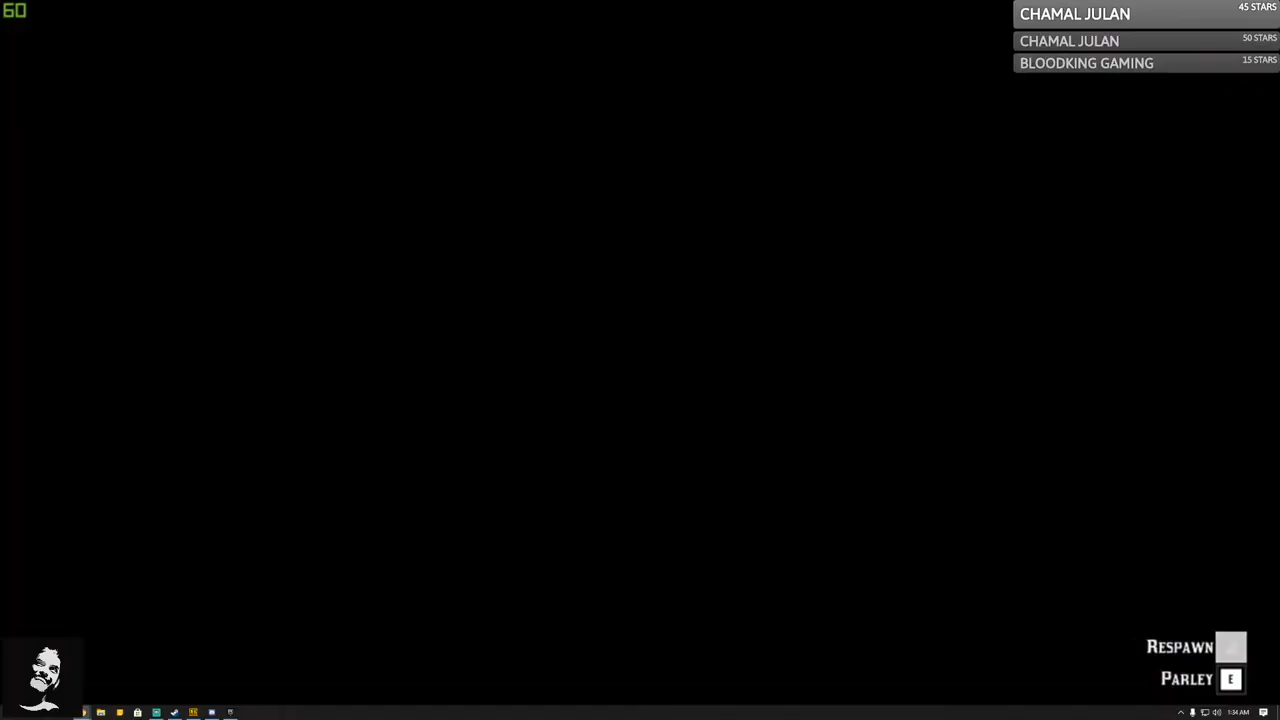 60
CHAMAL JULAN 45 STARS
CHAMAL JULAN 50 STARS
BLOODKING GAMING 15 STARS
RESPAWN
PARLEY E
1:34 AM